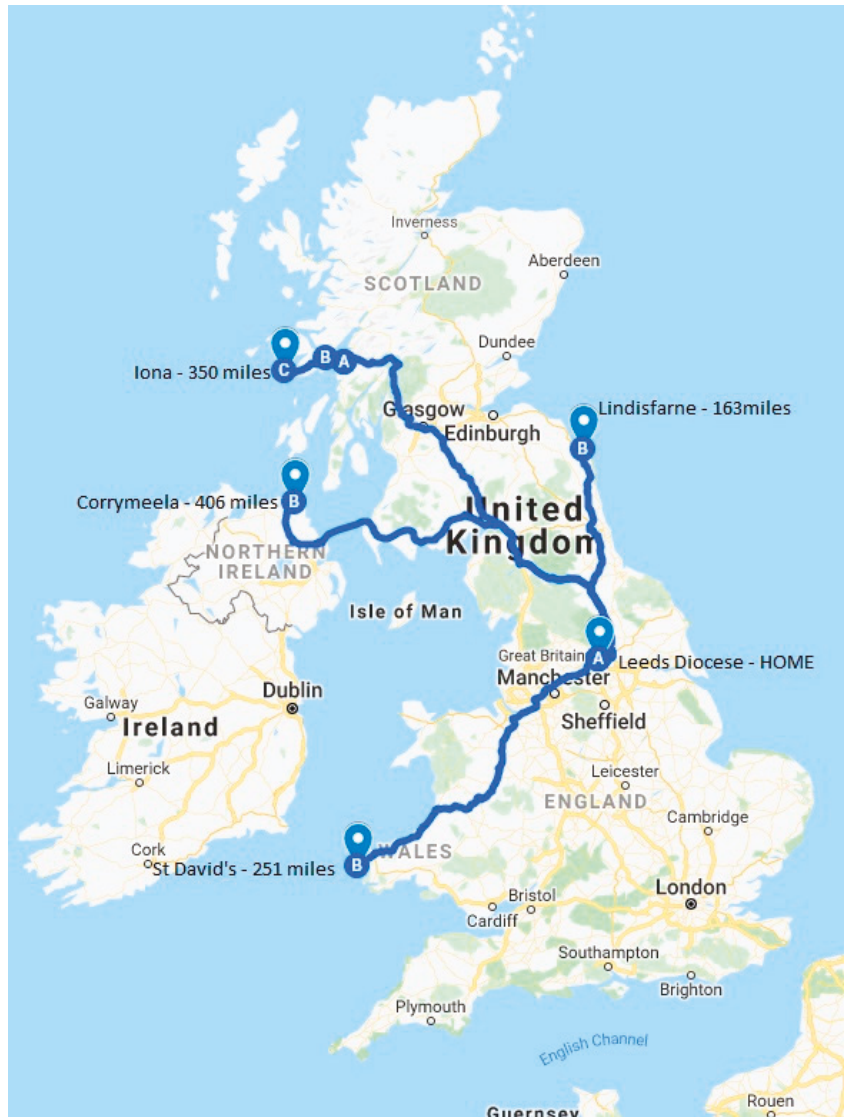 Inverness
Aberdeen
SCOTLAND
Dundee
B
A
Iona - 350 miles
C
Glasgow
Edinburgh
Lindisfarne - 163miles
B
Corrymeela - 406 miles
B
United
Kingdom
NORTHERN
IRELAND
Isle of Man
Great Britain
A
Leeds Diocese - HOME
Manchester
Sheffield
Dublin
Galway
Ireland
Limerick
Leicester
ENGLAND
Cambridge
Cork
WALES
St David's - 251 miles
B
London
Bristol
Cardiff
Southampton
Brighton
Plymouth
English Channel
Rouen
Guernsey